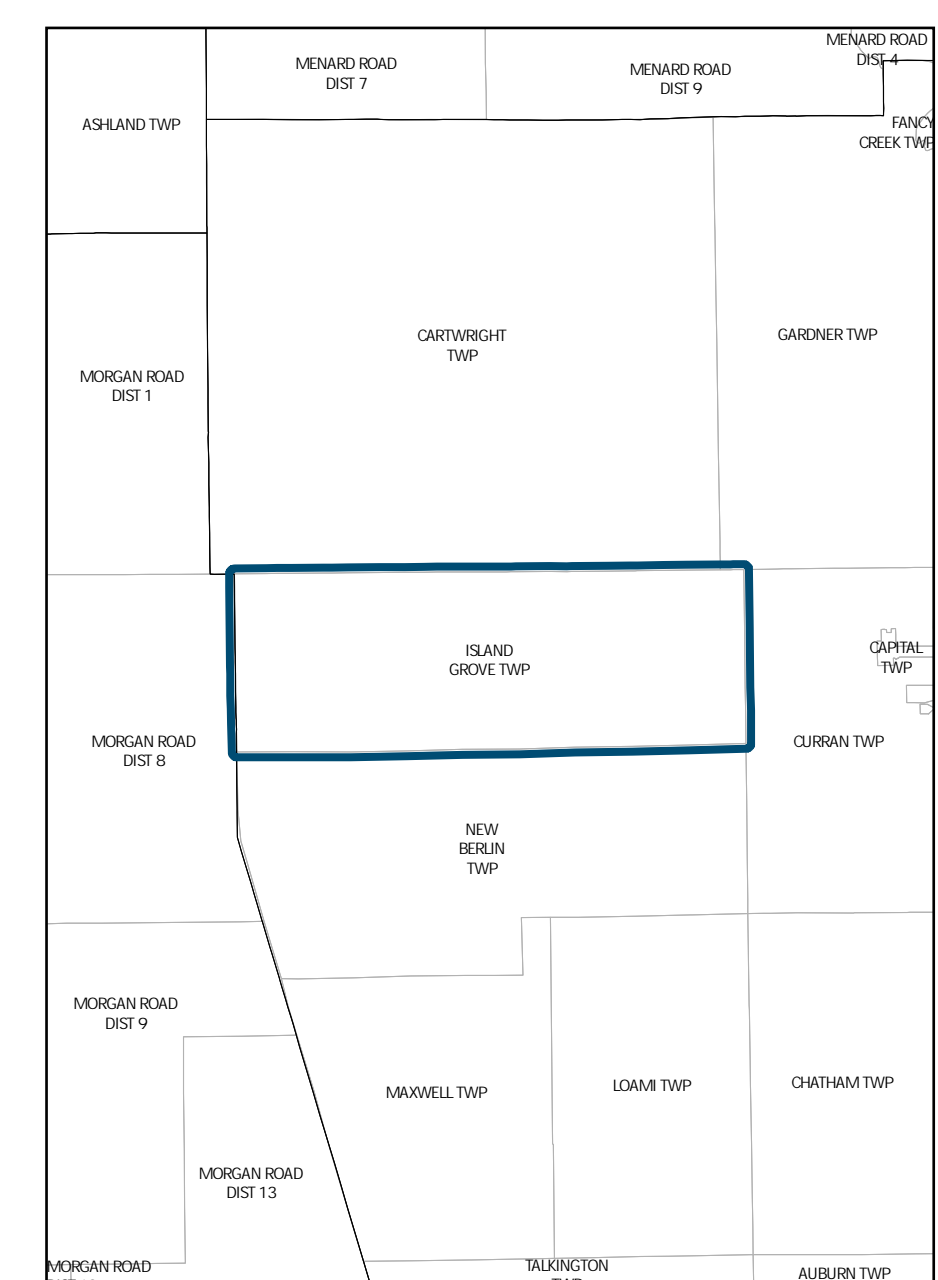 MENARD ROAD
DIST 4
MENARD ROAD
DIST 7
MENARD ROAD
DIST 9
ASHLAND TWP
FANCY
CREEK TWP
CARTWRIGHT
TWP
GARDNER TWP
MORGAN ROAD
DIST 1
ISLAND
GROVE TWP
CAPITAL
TWP
MORGAN ROAD
DIST 8
CURRAN TWP
NEW
BERLIN
TWP
MORGAN ROAD
DIST 9
MAXWELL TWP
LOAMI TWP
CHATHAM TWP
MORGAN ROAD
DIST 13
MORGAN ROAD
TALKINGTON
AUBURN TWP